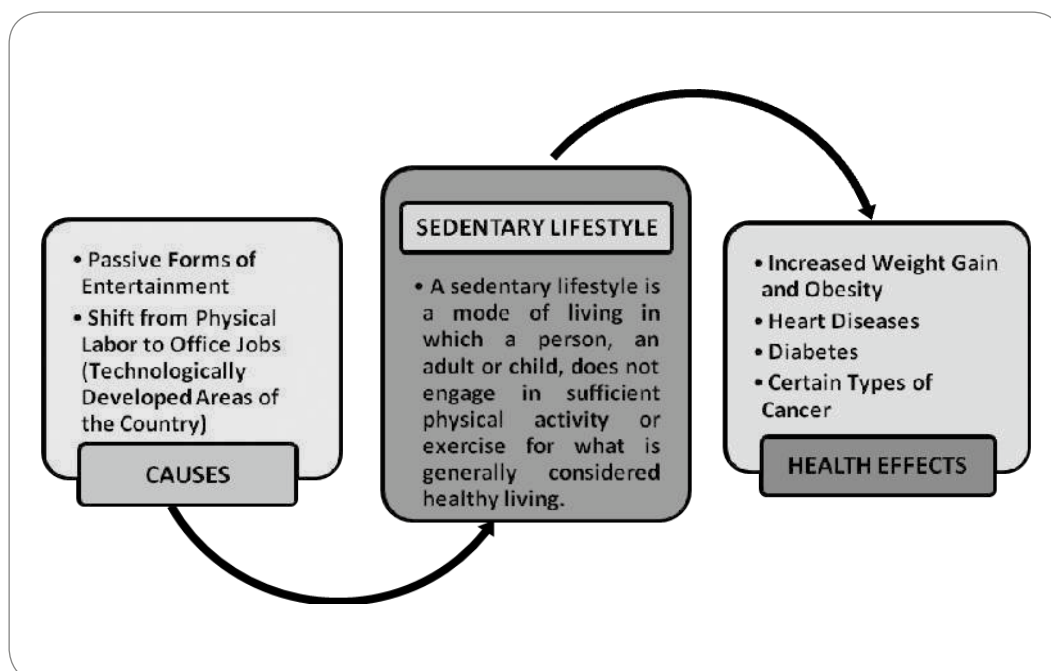 • Passive Forms of
Entertainment
• Shift from Physical
Labor to Office Jobs
(Technologically
Developed Areas of
the Country)
CAUSES
SEDENTARY LIFESTYLE
• A sedentary lifestyle is
a mode of living in
which a person, an
adult or child, does not
engage in sufficient
physical activity or
exercise for what is
generally considered
healthy living.
• Increased Weight Gain
and Obesity
• Heart Diseases
• Diabetes
• Certain Types of
Cancer
HEALTH EFFECTS